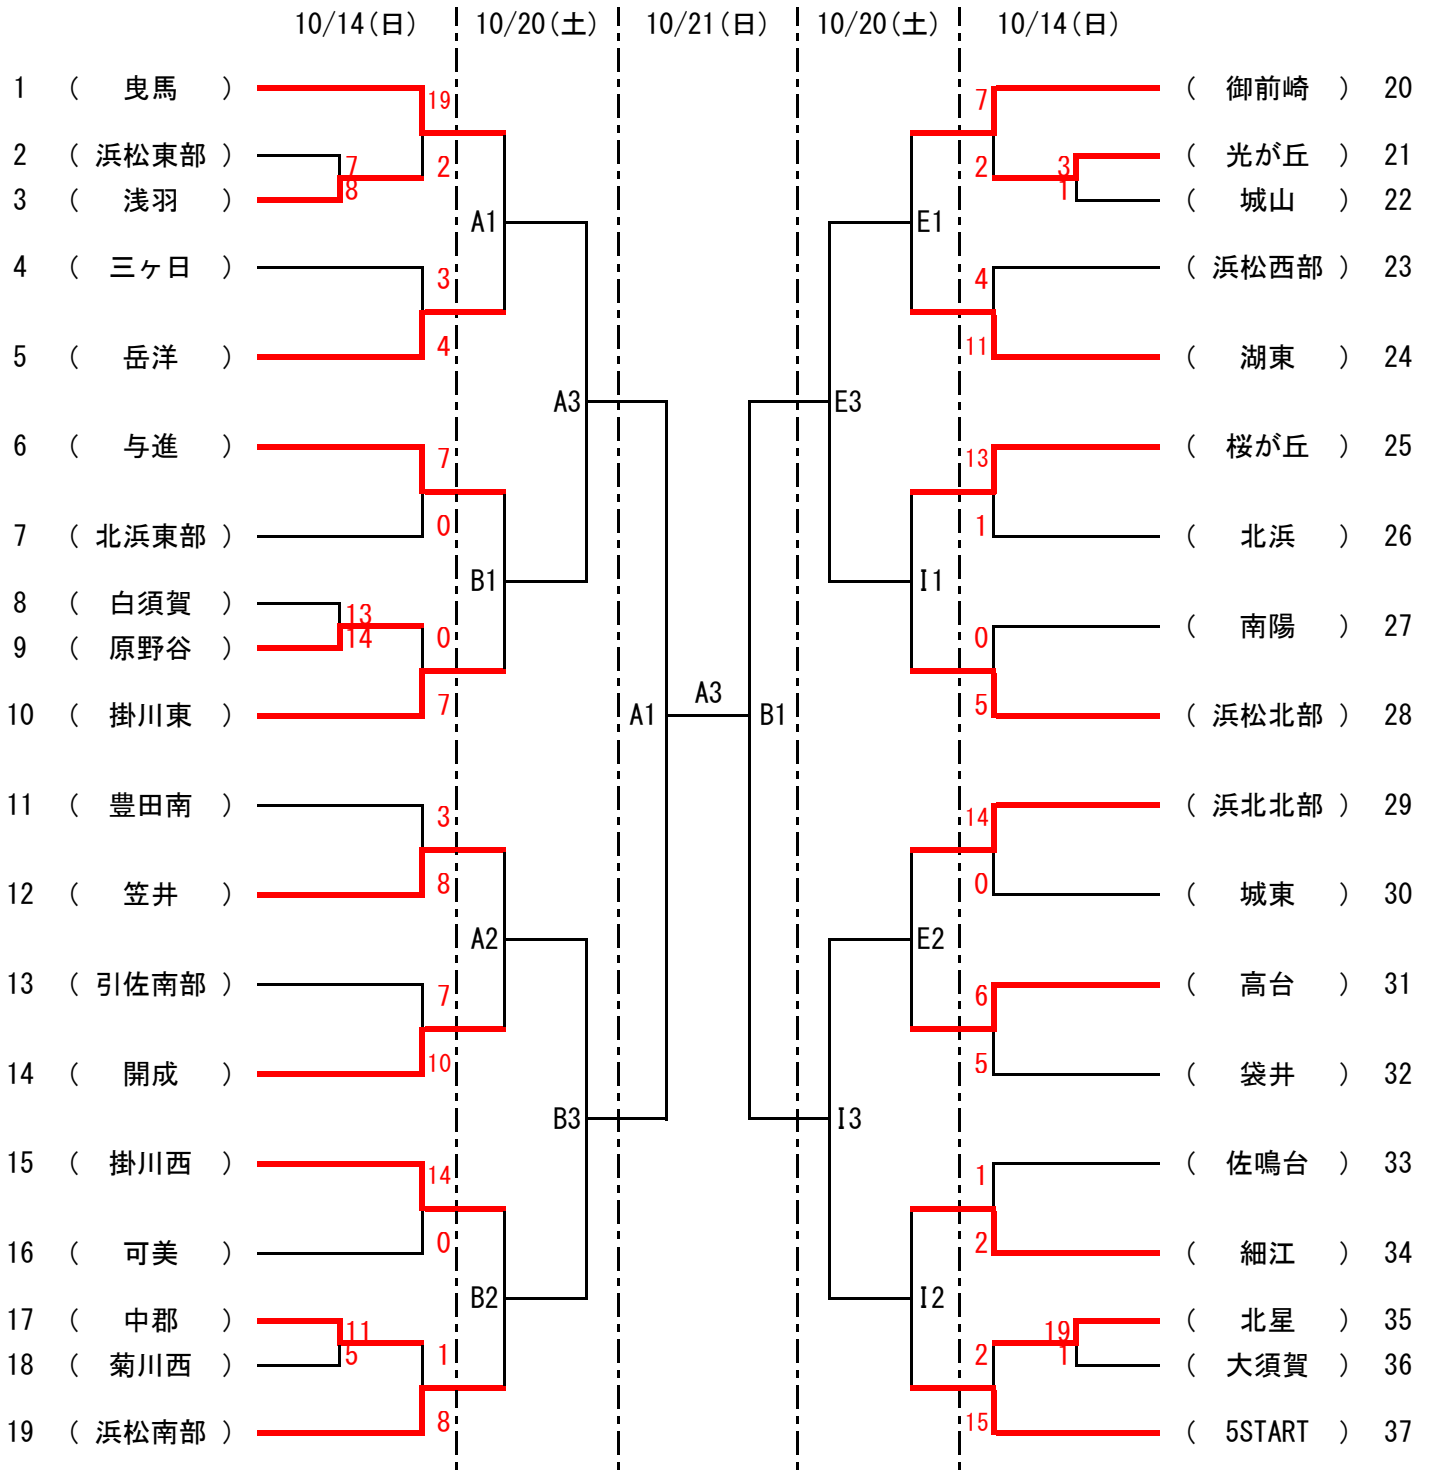 10/14(日) 10/20(土) 10/21(日) 10/20(土) 10/14(日)
1 ( 曳馬 ) 19 7 ( 御前崎 ) 20
2 ( 浜松東部 ) 7 2 2 3 ( 光が丘 ) 21
3 ( 浅羽 ) 8 1 ( 城山 ) 22
A1 E1
4 ( 三ヶ日 ) 3 4 ( 浜松西部 ) 23
5 ( 岳洋 ) 4 11 ( 湖東 ) 24
A3 E3
6 ( 与進 ) 7 13 ( 桜が丘 ) 25
7 ( 北浜東部 ) 0 1 ( 北浜 ) 26
B1 I1
8 ( 白須賀 ) 13 0 ( 南陽 ) 27
9 ( 原野谷 ) 14 0
10 ( 掛川東 ) 7 5 ( 浜松北部 ) 28
A1 A3 B1
11 ( 豊田南 ) 3 14 ( 浜北北部 ) 29
12 ( 笠井 ) 8 0 ( 城東 ) 30
A2 E2
13 ( 引佐南部 ) 7 6 ( 高台 ) 31
14 ( 開成 ) 10 5 ( 袋井 ) 32
B3 I3
15 ( 掛川西 ) 14 1 ( 佐鳴台 ) 33
16 ( 可美 ) 0 2 ( 細江 ) 34
B2 I2
17 ( 中郡 ) 11 19 ( 北星 ) 35
18 ( 菊川西 ) 5 1 2 1 ( 大須賀 ) 36
19 ( 浜松南部 ) 8 15 ( 5START ) 37